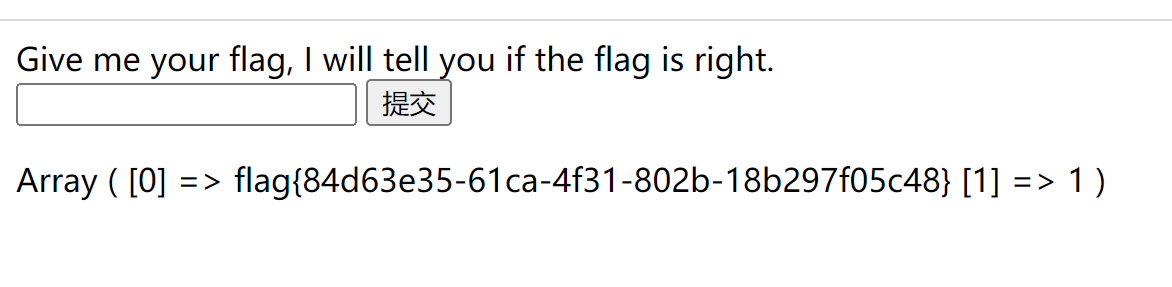 Give me your flag, I will tell you if the flag is right.
提交
Array ( [0] => flag{84d63e35-61ca-4f31-802b-18b297f05c48} [1] => 1 )